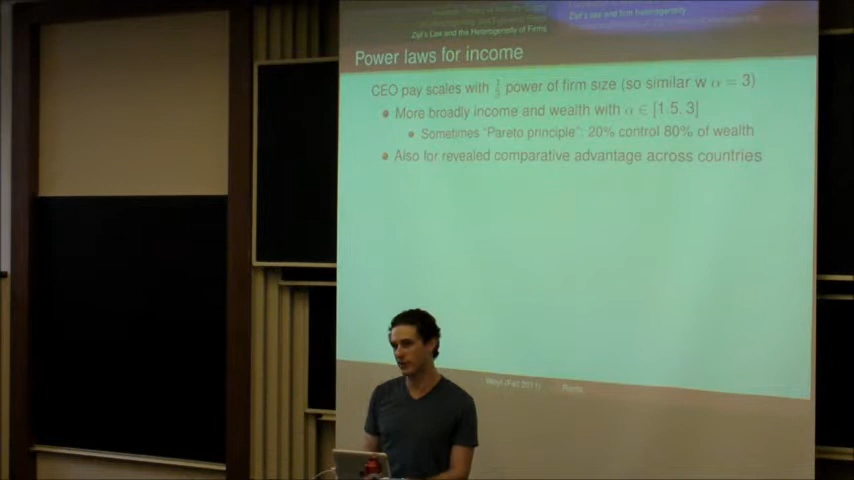 Zipf's Law and the Heterogeneity of Firms
Zipf's Law and firm heterogeneity
Power laws for income
CEO pay scales with 1/3 power of firm size (so similar w α = 3)
More broadly income and wealth with α ∈ [1.5, 3]
Sometimes "Pareto principle": 20% control 80% of wealth
Also for revealed comparative advantage across countries
Weyl (Fall 2011) Rents